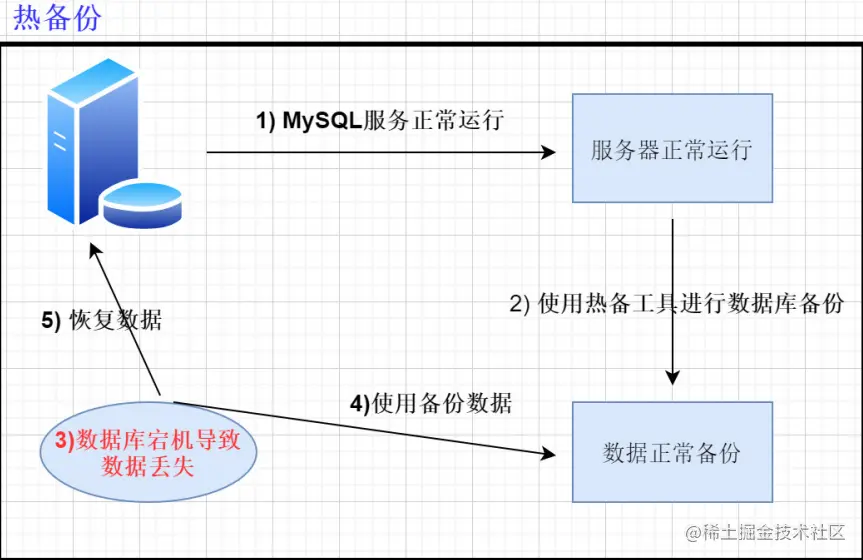 热备份
1) MySQL服务正常运行
服务器正常运行
2) 使用热备工具进行数据库备份
5) 恢复数据
4)使用备份数据
3)数据库宕机导致
数据丢失
数据正常备份
@稀土掘金技术社区